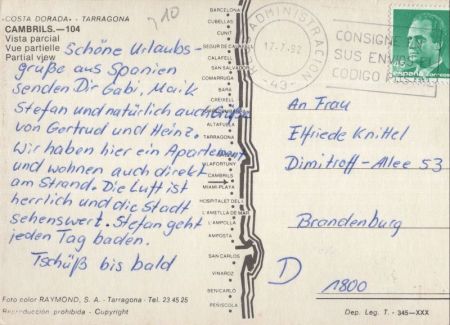 «COSTA DORADA» - TARRAGONA
CAMBRILS.—104
Vista parcial
Vue partielle
Partial view
Schöne Urlaubs-
grüße aus Spanien
senden Dir Gabi, Maik
Stefan und natürlich auch Grüße
von Gertrud und Heinz.
Wir haben hier ein Apartement
und wohnen auch direkt
am Strand. Die Luft ist
herrlich und die Stadt
sehenswert. Stefan geht
jeden Tag baden.
Tschüß bis bald
Foto color RAYMOND, S. A. - Tarragona - Tel. 23 45 25
Reproducción prohibida - Copyright
BARCELONA
CUBELLAS
CUNIT
SEGUR DE CALAFELL
CALAFELL
SAN SALVADOR
COMARRUGA
BARA
CREIXELL
ALTAFULLA
TARRAGONA
VILAFORTUNY
CAMBRILS
MIAMI-PLAYA
HOSPITALET DEL I.
L'AMETLLA DE MAR
L'AMPOLLA
AMPOSTA
SAN CARLOS
VINAROZ
BENICARLÓ
PEÑISCOLA
ADMINISTRACION
17-7-92
-43-
CONSIGNE
SUS ENV
CODIGO
45
españa
An Frau
Elfriede Knittel
Dimitroff-Allee 53
Brandenburg
D 1800
Dep. Leg. T. - 345—XXX